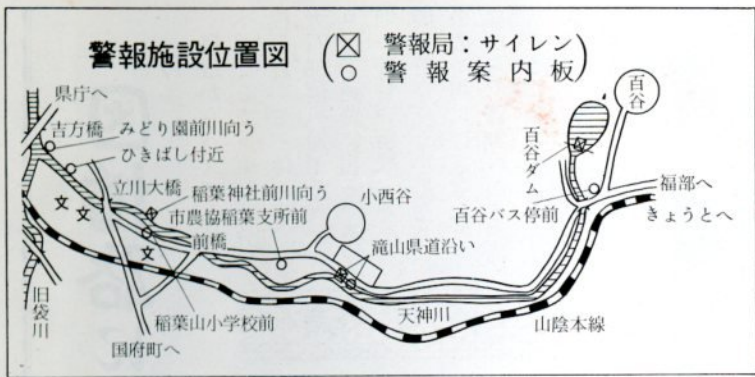 警報施設位置図
警報局：サイレン
警報案内板
県庁へ
吉方橋
みどり園前川向う
ひきばし付近
立川大橋
稲葉神社前川向う
市農協稲葉支所前
前橋
小西谷
滝山県道沿い
百谷
百谷ダム
百谷バス停前
福部へ
きょうとへ
文
文
文
旧袋川
稲葉山小学校前
国府町へ
天神川
山陰本線